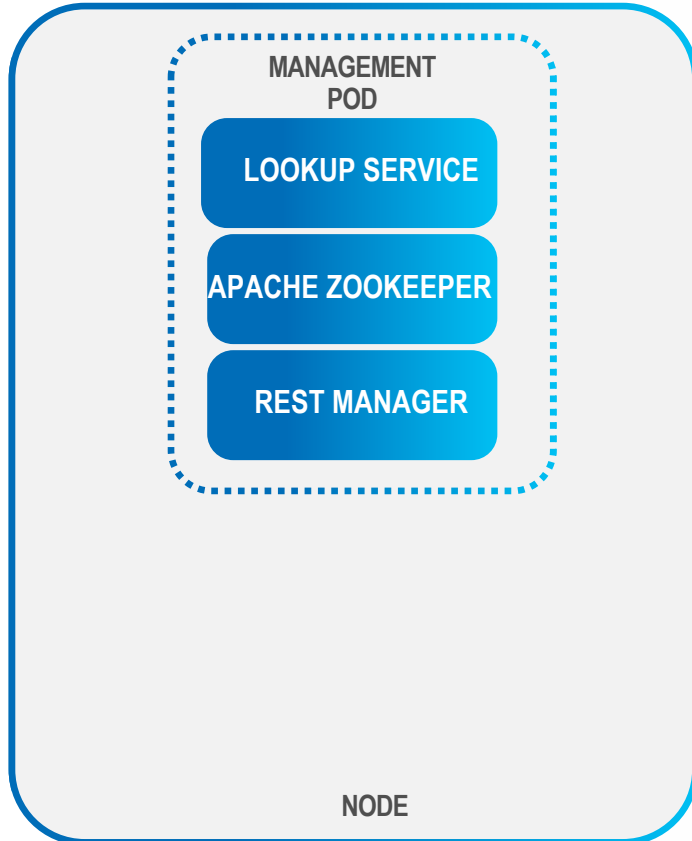 MANAGEMENT
POD
LOOKUP SERVICE
APACHE ZOOKEEPER
REST MANAGER
NODE